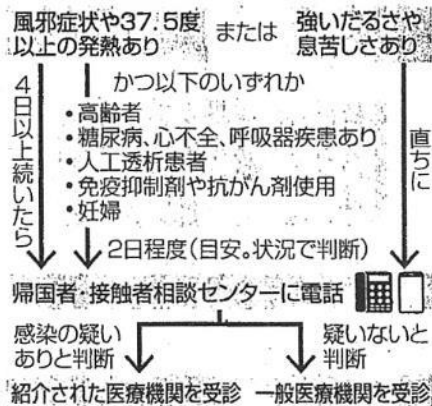 風邪症状や37.5度
以上の発熱あり
または
強いだるさや
息苦しさあり
4日以上続いたら
かつ以下のいずれか
・高齢者
・糖尿病、心不全、呼吸器疾患あり
・人工透析患者
・免疫抑制剤や抗がん剤使用
・妊婦
直ちに
2日程度(目安。状況で判断)
帰国者・接触者相談センターに電話
感染の疑い
ありと判断
疑いないと
判断
紹介された医療機関を受診
一般医療機関を受診